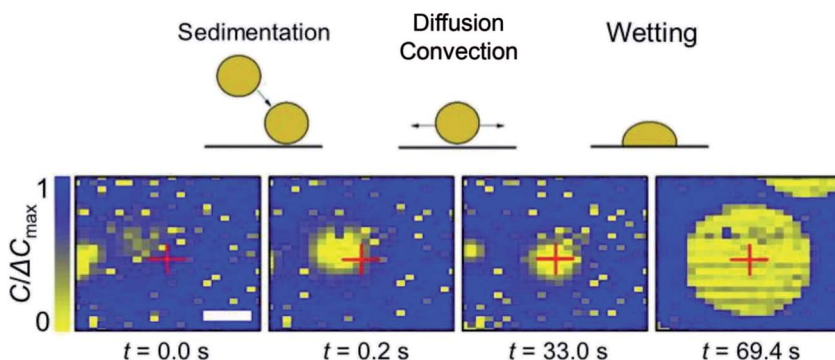 Sedimentation
Diffusion
Convection
Wetting
1
C/ΔCmax
0
t = 0.0 s
t = 0.2 s
t = 33.0 s
t = 69.4 s